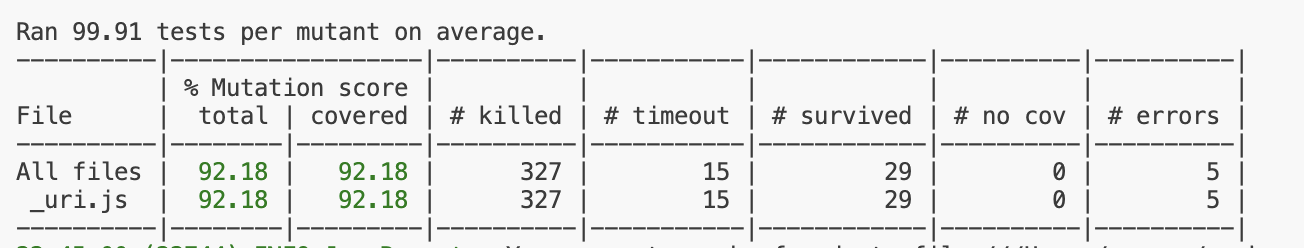 Ran 99.91 tests per mutant on average.
----------|------------------|----------|-----------|------------|----------|----------|
          | % Mutation score |          |           |            |          |          |
File      |  total | covered | # killed | # timeout | # survived | # no cov | # errors |
----------|--------|---------|----------|-----------|------------|----------|----------|
All files |  92.18 |   92.18 |      327 |        15 |         29 |        0 |        5 |
 _uri.js  |  92.18 |   92.18 |      327 |        15 |         29 |        0 |        5 |
----------|--------|---------|----------|-----------|------------|----------|----------|